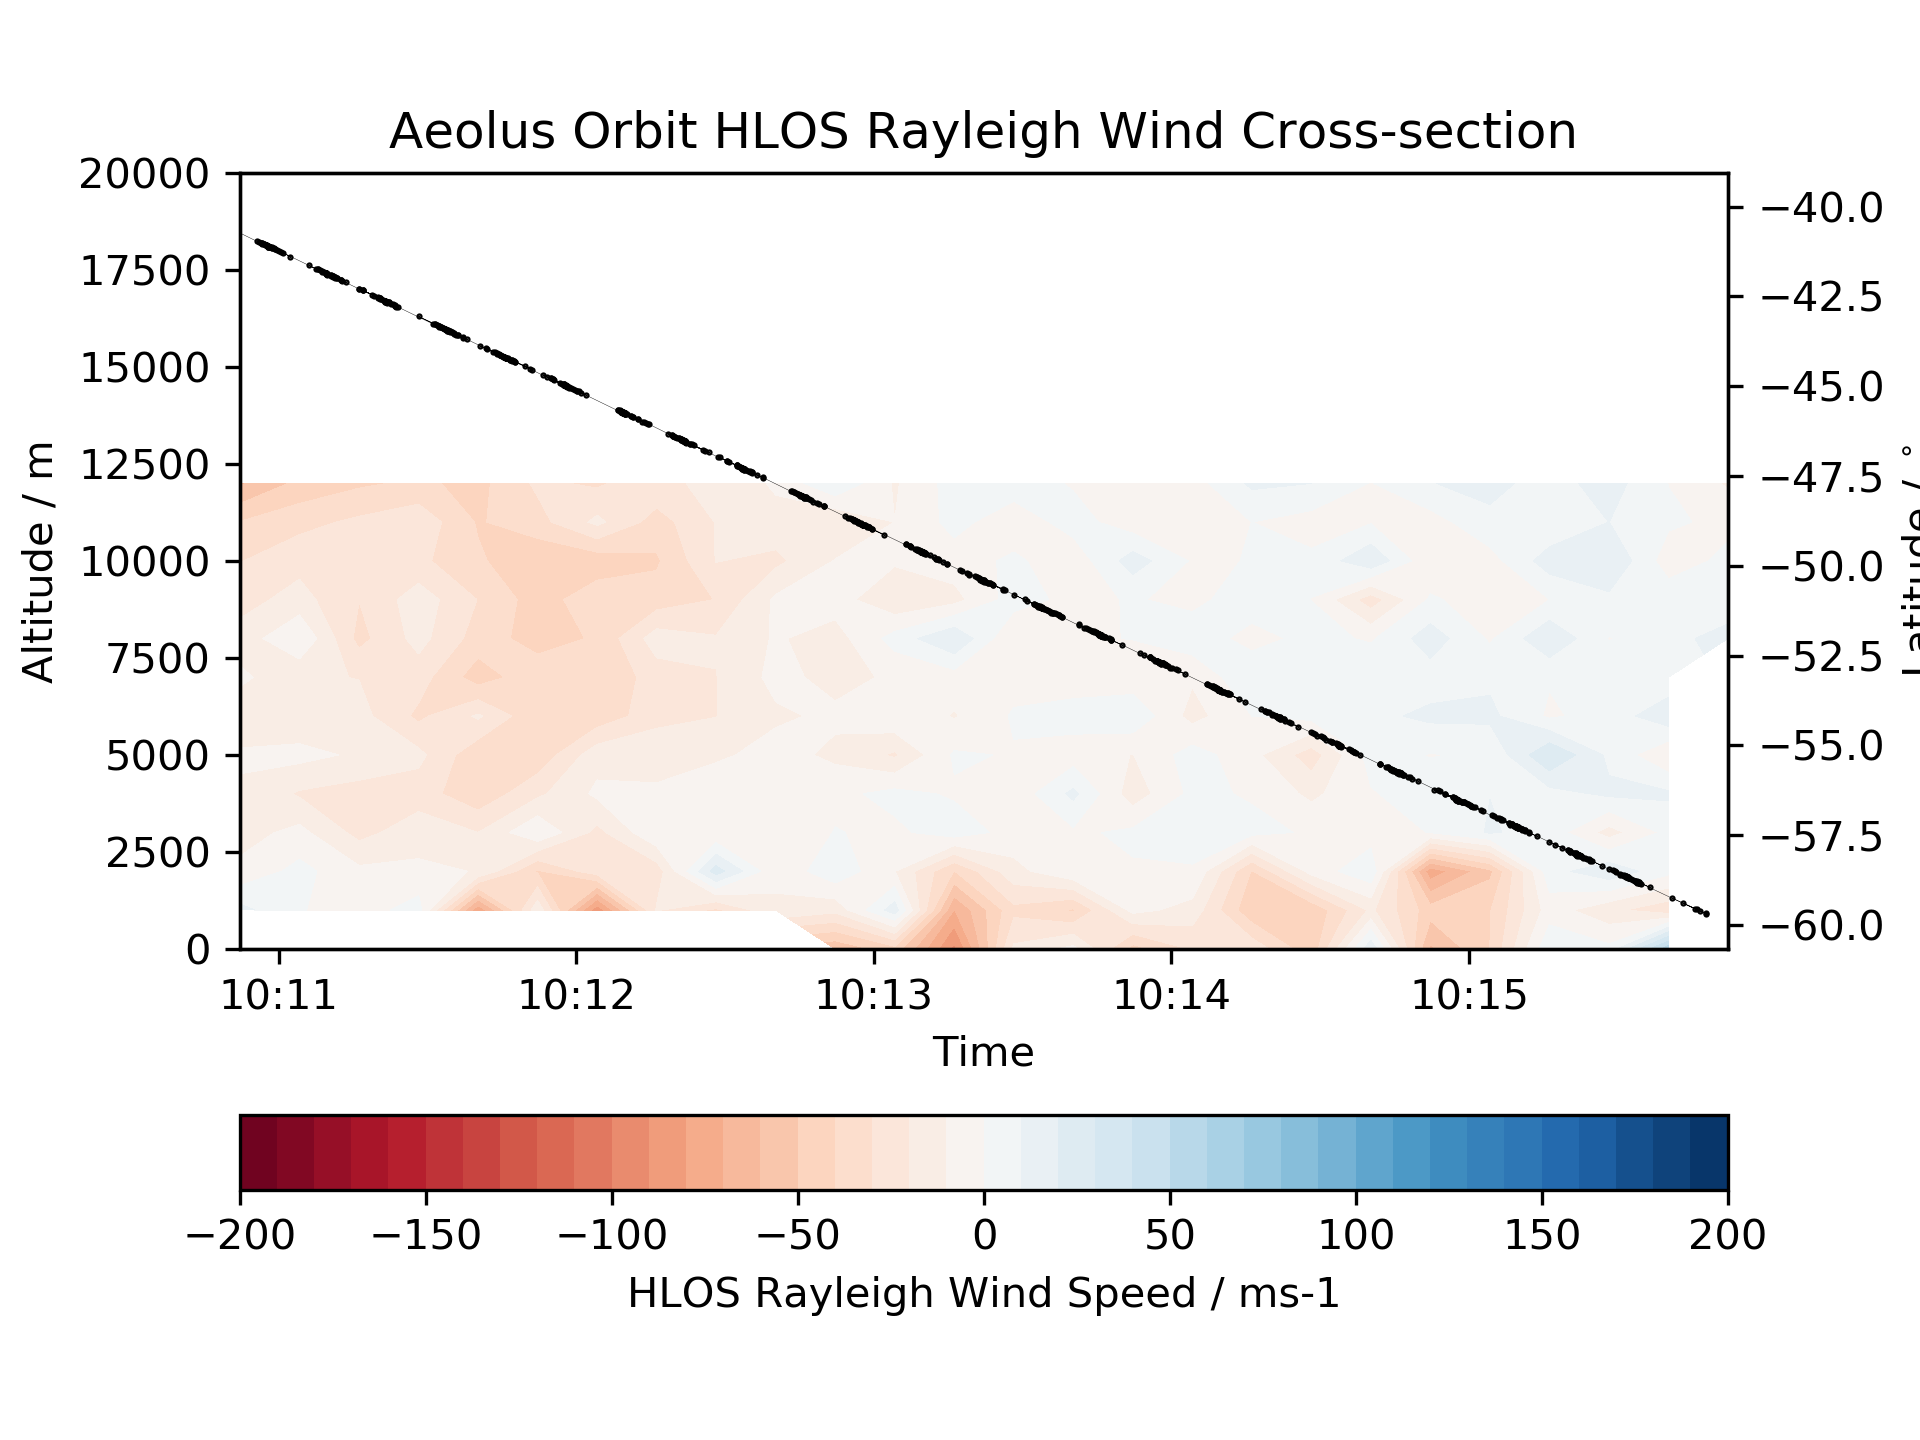 Aeolus Orbit HLOS Rayleigh Wind Cross-section
20000
17500
15000
12500
10000
7500
5000
2500
0
Altitude / m
−40.0
−42.5
−45.0
−47.5
−50.0
−52.5
−55.0
−57.5
−60.0
Latitude / °
10:11 10:12 10:13 10:14 10:15
Time
−200 −150 −100 −50 0 50 100 150 200
HLOS Rayleigh Wind Speed / ms-1